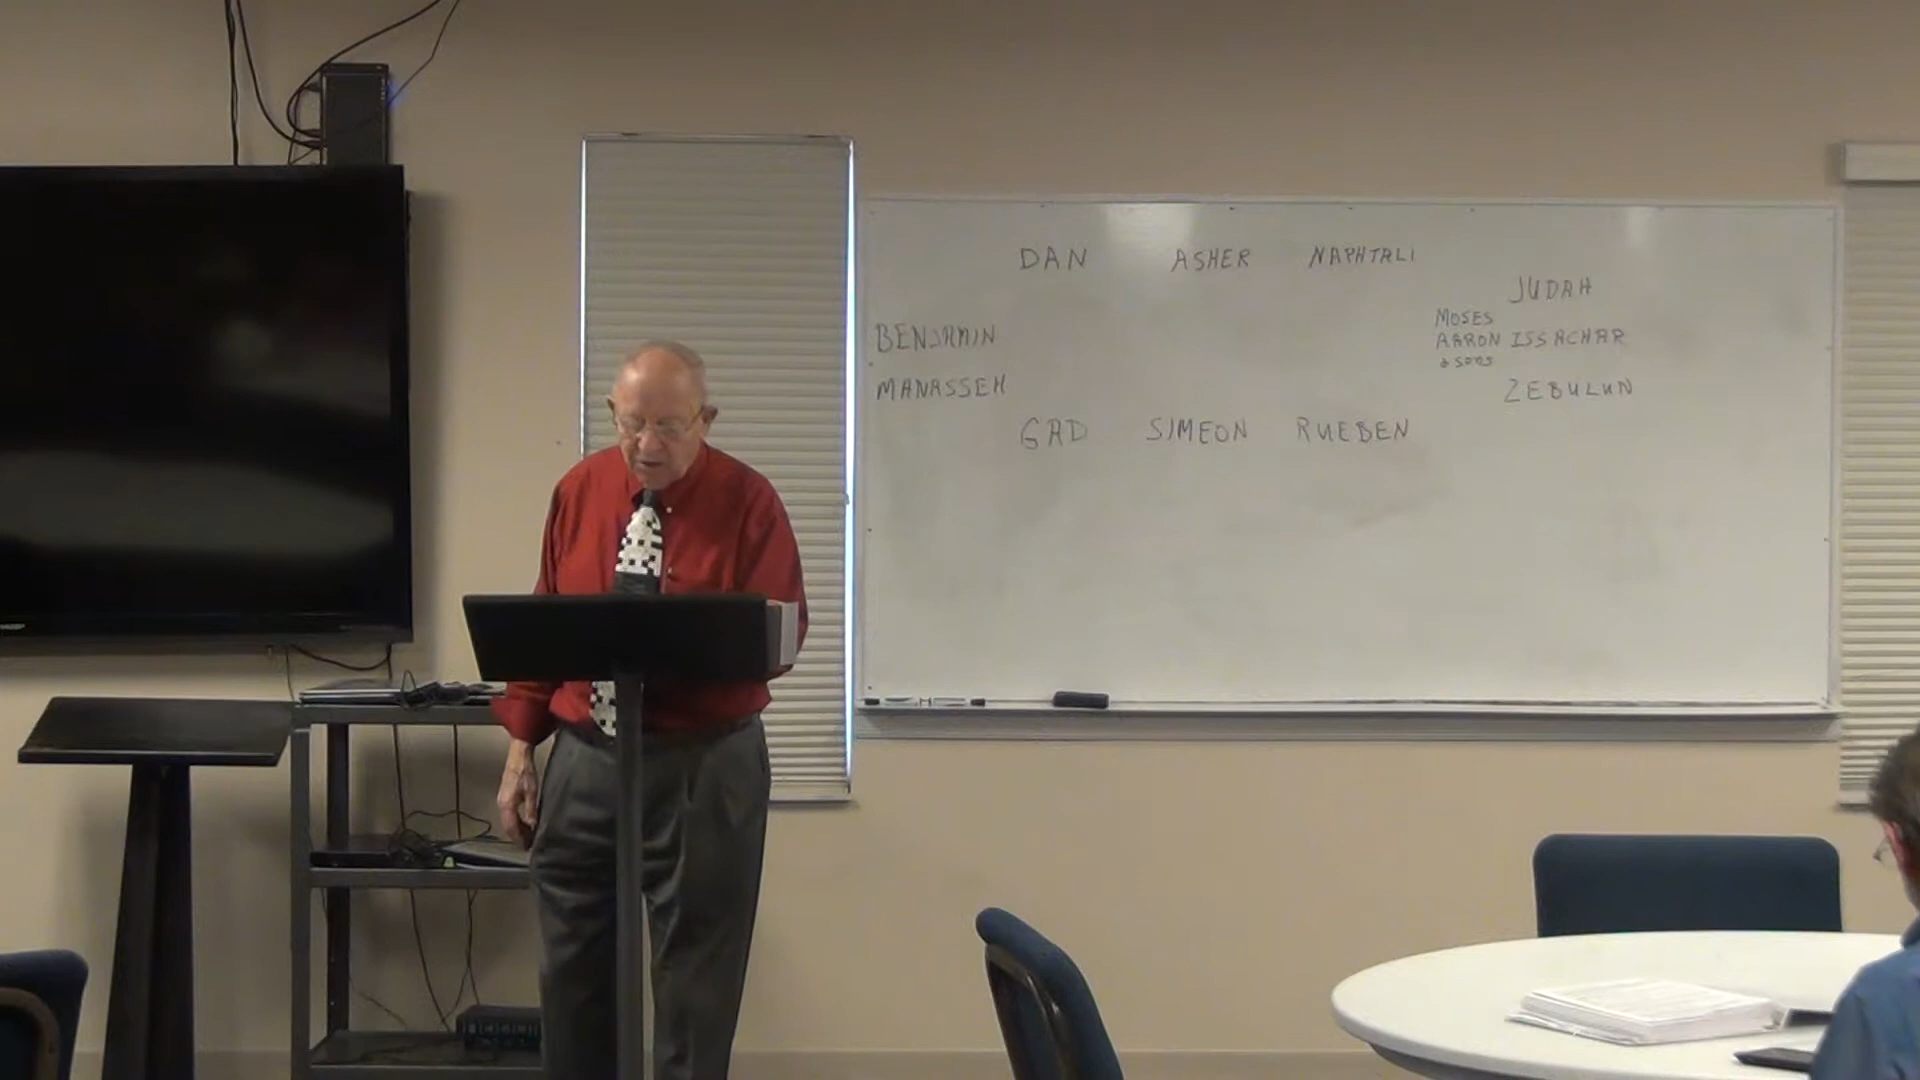 DAN ASHER NAPHTALI
JUDAH
MOSES
BENJAMIN AARON ISSACHAR
& SONS
MANASSEH ZEBULUN
GAD SIMEON RUEBEN